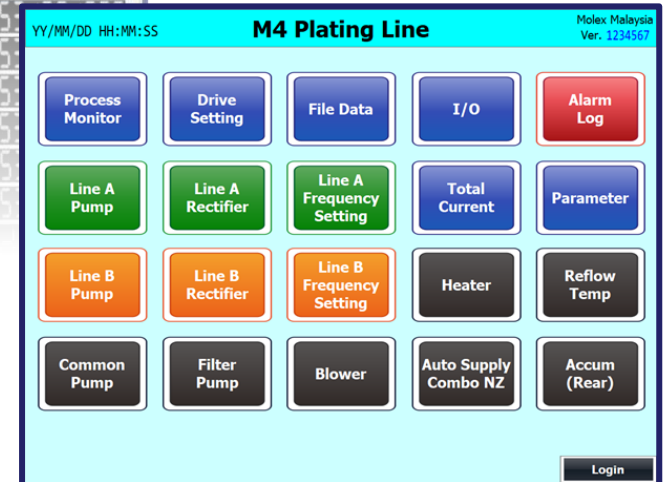 YY/MM/DD HH:MM:SS
M4 Plating Line
Molex Malaysia
Ver. 1234567
Process
Monitor
Drive
Setting
File Data
I/O
Alarm
Log
Line A
Pump
Line A
Rectifier
Line A
Frequency
Setting
Total
Current
Parameter
Line B
Pump
Line B
Rectifier
Line B
Frequency
Setting
Heater
Reflow
Temp
Common
Pump
Filter
Pump
Blower
Auto Supply
Combo NZ
Accum
(Rear)
Login